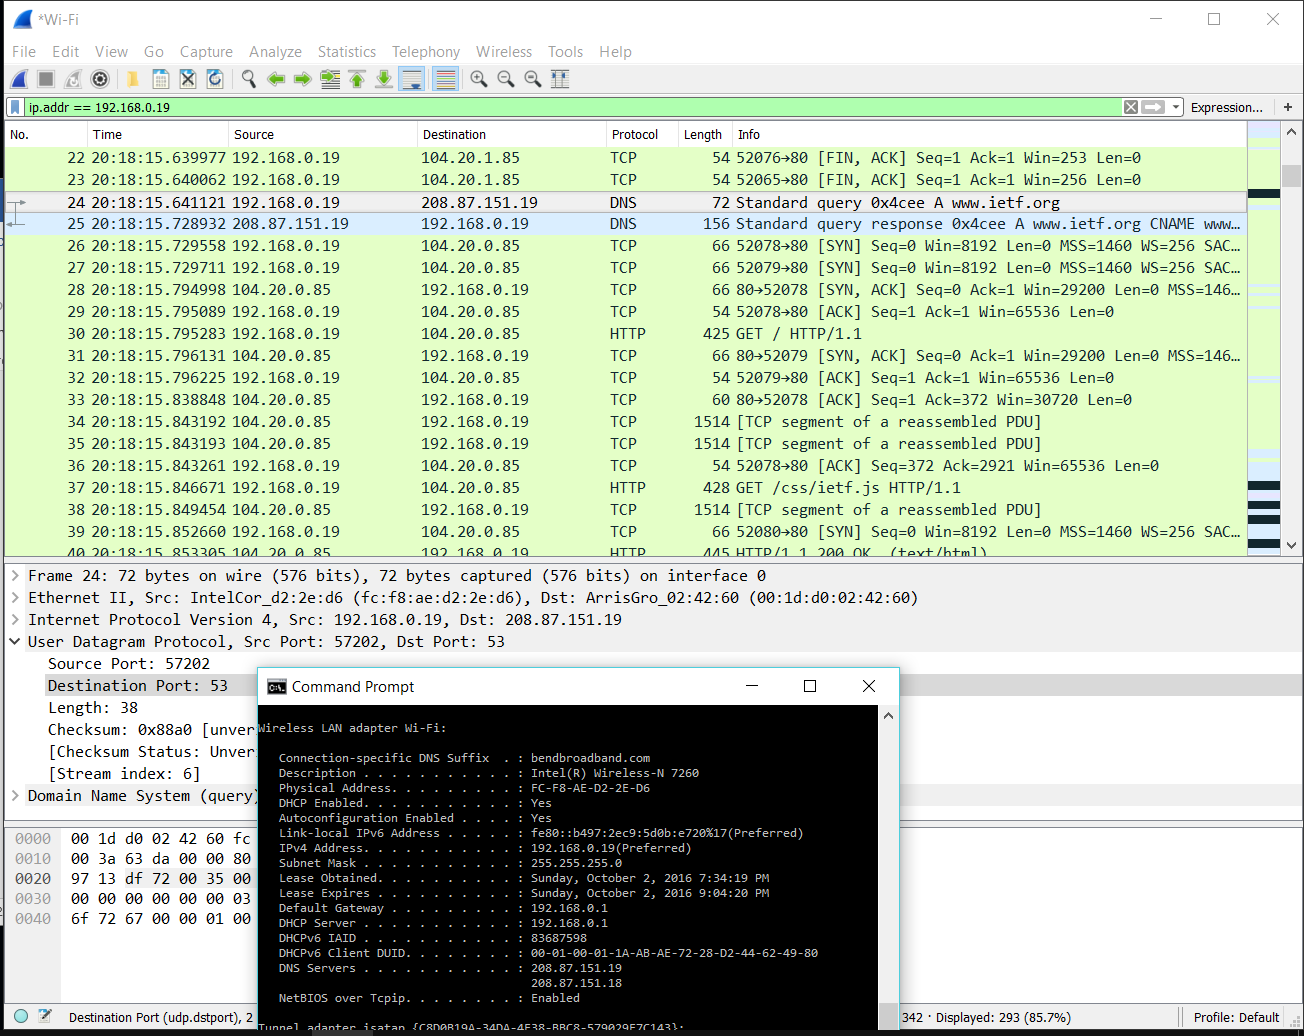 *Wi-Fi
File Edit View Go Capture Analyze Statistics Telephony Wireless Tools Help
ip.addr == 192.168.0.19 Expression... +
No. Time Source Destination Protocol Length Info
22 20:18:15.639977 192.168.0.19 104.20.1.85 TCP 54 52076→80 [FIN, ACK] Seq=1 Ack=1 Win=253 Len=0
23 20:18:15.640062 192.168.0.19 104.20.1.85 TCP 54 52065→80 [FIN, ACK] Seq=1 Ack=1 Win=256 Len=0
24 20:18:15.641121 192.168.0.19 208.87.151.19 DNS 72 Standard query 0x4cee A www.ietf.org
25 20:18:15.728932 208.87.151.19 192.168.0.19 DNS 156 Standard query response 0x4cee A www.ietf.org CNAME www...
26 20:18:15.729558 192.168.0.19 104.20.0.85 TCP 66 52078→80 [SYN] Seq=0 Win=8192 Len=0 MSS=1460 WS=256 SAC...
27 20:18:15.729711 192.168.0.19 104.20.0.85 TCP 66 52079→80 [SYN] Seq=0 Win=8192 Len=0 MSS=1460 WS=256 SAC...
28 20:18:15.794998 104.20.0.85 192.168.0.19 TCP 66 80→52078 [SYN, ACK] Seq=0 Ack=1 Win=29200 Len=0 MSS=146...
29 20:18:15.795089 192.168.0.19 104.20.0.85 TCP 54 52078→80 [ACK] Seq=1 Ack=1 Win=65536 Len=0
30 20:18:15.795283 192.168.0.19 104.20.0.85 HTTP 425 GET / HTTP/1.1
31 20:18:15.796131 104.20.0.85 192.168.0.19 TCP 66 80→52079 [SYN, ACK] Seq=0 Ack=1 Win=29200 Len=0 MSS=146...
32 20:18:15.796225 192.168.0.19 104.20.0.85 TCP 54 52079→80 [ACK] Seq=1 Ack=1 Win=65536 Len=0
33 20:18:15.838848 104.20.0.85 192.168.0.19 TCP 60 80→52078 [ACK] Seq=1 Ack=372 Win=30720 Len=0
34 20:18:15.843192 104.20.0.85 192.168.0.19 TCP 1514 [TCP segment of a reassembled PDU]
35 20:18:15.843193 104.20.0.85 192.168.0.19 TCP 1514 [TCP segment of a reassembled PDU]
36 20:18:15.843261 192.168.0.19 104.20.0.85 TCP 54 52078→80 [ACK] Seq=372 Ack=2921 Win=65536 Len=0
37 20:18:15.846671 192.168.0.19 104.20.0.85 HTTP 428 GET /css/ietf.js HTTP/1.1
38 20:18:15.849454 104.20.0.85 192.168.0.19 TCP 1514 [TCP segment of a reassembled PDU]
39 20:18:15.852660 192.168.0.19 104.20.0.85 TCP 66 52080→80 [SYN] Seq=0 Win=8192 Len=0 MSS=1460 WS=256 SAC...
40 20:18:15.853305 104.20.0.85 192.168.0.19 HTTP 445 HTTP/1.1 200 OK (text/html)
Frame 24: 72 bytes on wire (576 bits), 72 bytes captured (576 bits) on interface 0
Ethernet II, Src: IntelCor_d2:2e:d6 (fc:f8:ae:d2:2e:d6), Dst: ArrisGro_02:42:60 (00:1d:d0:02:42:60)
Internet Protocol Version 4, Src: 192.168.0.19, Dst: 208.87.151.19
User Datagram Protocol, Src Port: 57202, Dst Port: 53
Source Port: 57202
Destination Port: 53
Length: 38
Checksum: 0x88a0 [unver
[Checksum Status: Unver
[Stream index: 6]
Domain Name System (query)
0000 00 1d d0 02 42 60 fc
0010 00 3a 63 da 00 00 80
0020 97 13 df 72 00 35 00
0030 00 00 00 00 00 00 03
0040 6f 72 67 00 00 01 00
Command Prompt
Wireless LAN adapter Wi-Fi:
Connection-specific DNS Suffix . : bendbroadband.com
Description . . . . . . . . . . . : Intel(R) Wireless-N 7260
Physical Address. . . . . . . . . : FC-F8-AE-D2-2E-D6
DHCP Enabled. . . . . . . . . . . : Yes
Autoconfiguration Enabled . . . . : Yes
Link-local IPv6 Address . . . . . : fe80::b497:2ec9:5d0b:e720%17(Preferred)
IPv4 Address. . . . . . . . . . . : 192.168.0.19(Preferred)
Subnet Mask . . . . . . . . . . . : 255.255.255.0
Lease Obtained. . . . . . . . . . : Sunday, October 2, 2016 7:34:19 PM
Lease Expires . . . . . . . . . . : Sunday, October 2, 2016 9:04:20 PM
Default Gateway . . . . . . . . . : 192.168.0.1
DHCP Server . . . . . . . . . . . : 192.168.0.1
DHCPv6 IAID . . . . . . . . . . . : 83687598
DHCPv6 Client DUID. . . . . . . . : 00-01-00-01-1A-AB-AE-72-28-D2-44-62-49-80
DNS Servers . . . . . . . . . . . : 208.87.151.19
208.87.151.18
NetBIOS over Tcpip. . . . . . . . : Enabled
Tunnel adapter isatap.{C8D0B19A-34DA-4F38-BBC8-579029F7C143}:
Destination Port (udp.dstport), 2 342 · Displayed: 293 (85.7%) Profile: Default